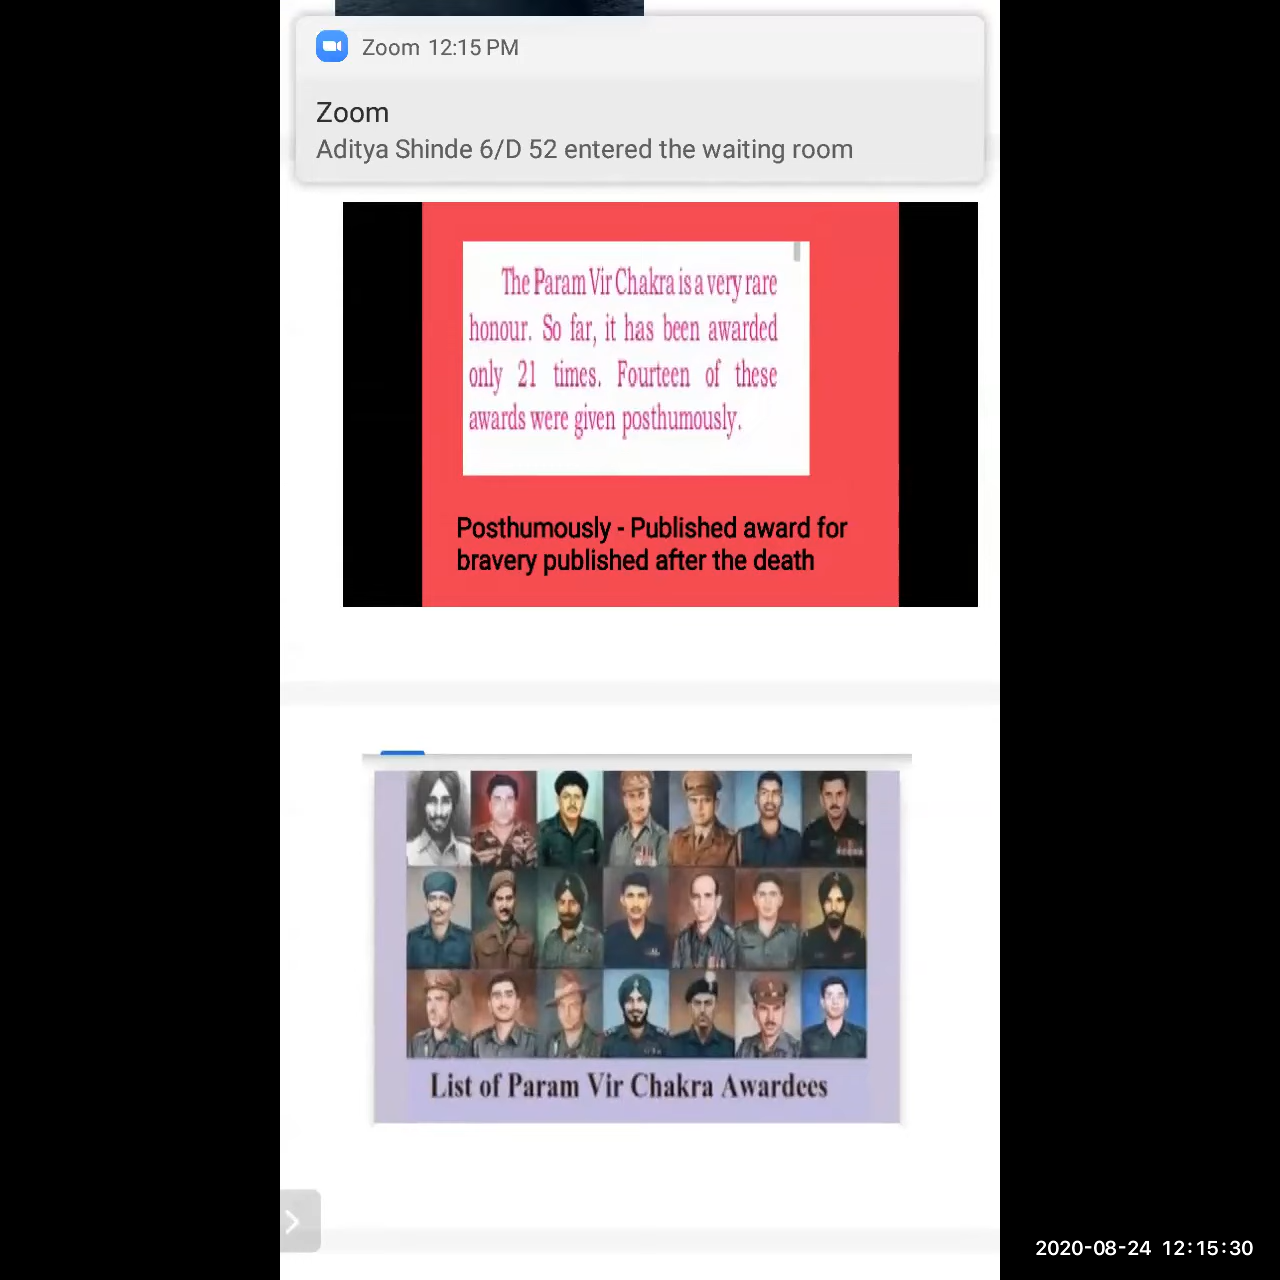 Zoom 12:15 PM
Zoom
Aditya Shinde 6/D 52 entered the waiting room
The Param Vir Chakra is a very rare
honour. So far, it has been awarded
only 21 times. Fourteen of these
awards were given posthumously.
Posthumously - Published award for
bravery published after the death
List of Param Vir Chakra Awardees
2020-08-24 12:15:30